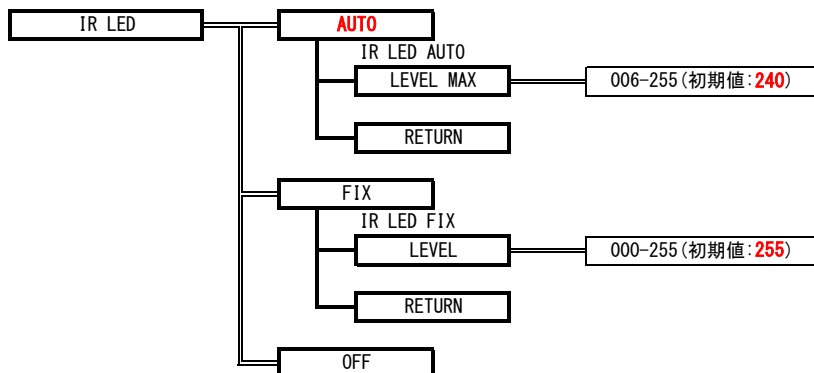 IR LED
AUTO
IR LED AUTO
LEVEL MAX
006-255(初期値:240)
RETURN
FIX
IR LED FIX
LEVEL
000-255(初期値:255)
RETURN
OFF